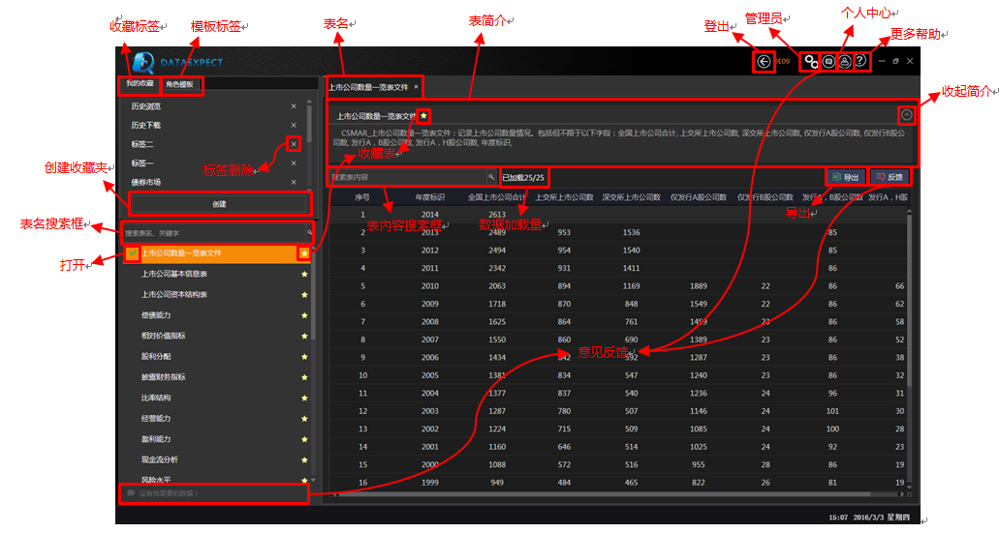 收藏标签
模板标签
表名
表简介
登出
管理员
个人中心
更多帮助
DATAEXPECT
DE09
我的收藏
角色模板
历史浏览
历史下载
标签二
标签一
债券市场
创建
标签删除
创建收藏夹
表名搜索框
打开
搜索表名、关键字
上市公司数量一览表文件
上市公司基本信息表
上市公司资本结构表
偿债能力
相对价值指标
股利分配
披露财务指标
比率结构
经营能力
盈利能力
现金流分析
风险水平
没有我需要的数据！
上市公司数量一览表文件 ×
收起简介
上市公司数量一览表文件
CSMAR_上市公司数量一览表文件：记录上市公司数量情况，包括但不限于以下字段：全国上市公司合计, 上交所上市公司数, 深交所上市公司数, 仅发行A股公司数, 仅发行B股公
司数, 发行A，B股公司数, 发行A，H股公司数, 年度标识
收藏表
搜索表内容
已加载25/25
导出
反馈
表内容搜索框
数据加载量
导出
意见反馈
序号 年度标识 全国上市公司合计 上交所上市公司数 深交所上市公司数 仅发行A股公司数 仅发行B股公司数 发行A，B股公司数 发行A，H股
1 2014 2613
2 2013 2489 953 1536 85
3 2012 2494 954 1540 85
4 2011 2342 931 1411 86
5 2010 2063 894 1169 1889 22 86 66
6 2009 1718 870 848 1549 22 86 62
7 2008 1625 864 761 1459 23 86 58
8 2007 1550 860 690 1389 23 86 52
9 2006 1434 842 592 1287 23 86 38
10 2005 1381 834 547 1240 23 86 32
11 2004 1377 837 540 1236 24 96 31
12 2003 1287 780 507 1146 24 101 30
13 2002 1224 715 509 1085 24 100 28
14 2001 1160 646 514 1025 24 92 23
15 2000 1088 572 516 955 28 86 19
16 1999 949 484 465 822 26 81 19
15:07 2016/3/3 星期四